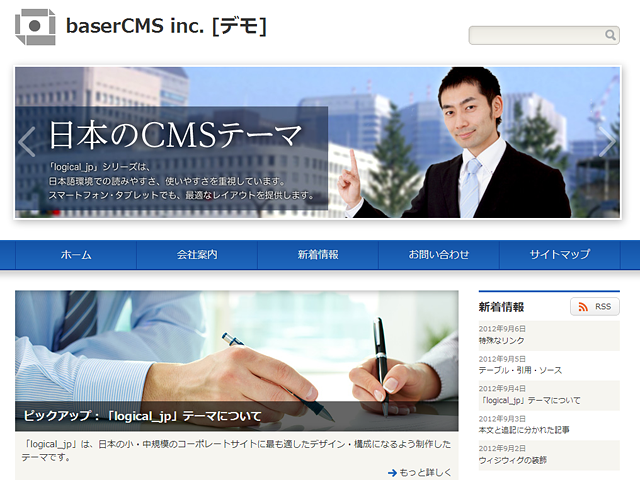 baserCMS inc. [デモ]
日本のCMSテーマ
「logical_jp」シリーズは、
日本語環境での読みやすさ、使いやすさを重視しています。
スマートフォン・タブレットでも、最適なレイアウトを提供します。
ホーム
会社案内
新着情報
お問い合わせ
サイトマップ
ピックアップ：「logical_jp」テーマについて
「logical_jp」は、日本の小・中規模のコーポレートサイトに最も適したデザイン・構成になるよう制作した
テーマです。
もっと詳しく
新着情報
RSS
2012年9月6日
特殊なリンク
2012年9月5日
テーブル・引用・ソース
2012年9月4日
「logical_jp」テーマについて
2012年9月3日
本文と追記に分かれた記事
2012年9月2日
ウィジウィグの装飾